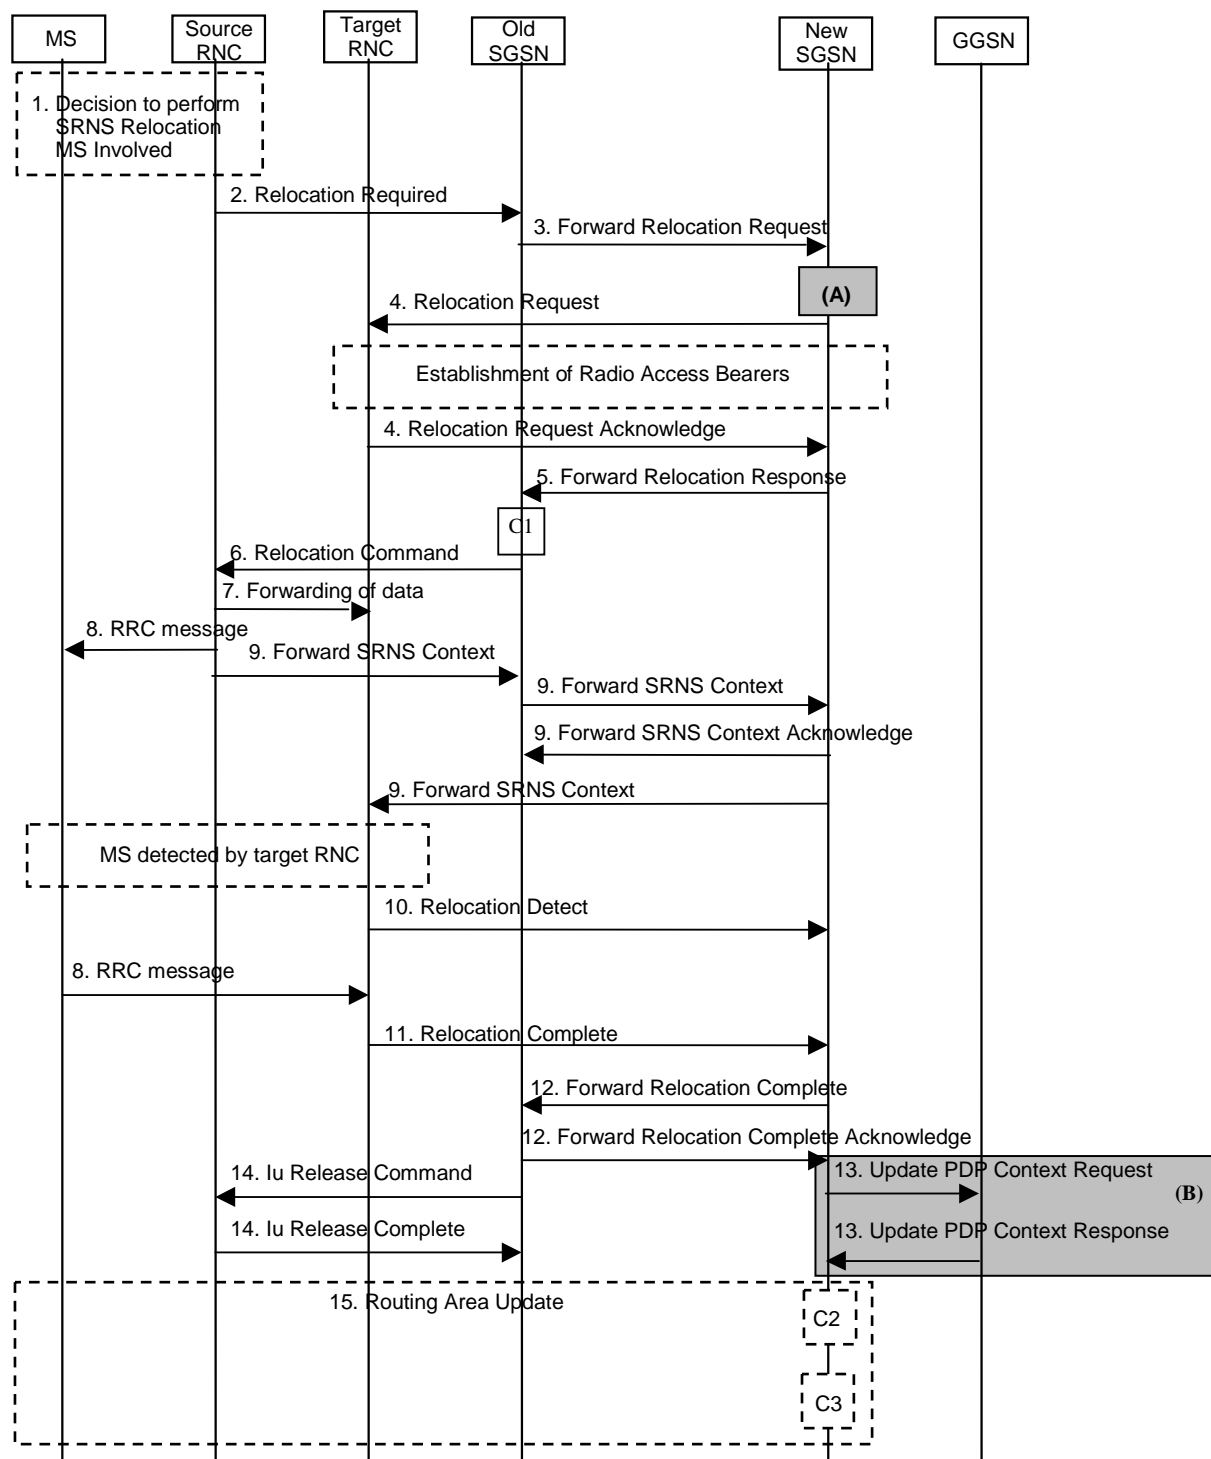 MS
Source
RNC
Target
RNC
Old
SGSN
New
SGSN
GGSN
1. Decision to perform
SRNS Relocation
MS Involved
2. Relocation Required
3. Forward Relocation Request
(A)
4. Relocation Request
Establishment of Radio Access Bearers
4. Relocation Request Acknowledge
5. Forward Relocation Response
C1
6. Relocation Command
7. Forwarding of data
8. RRC message
9. Forward SRNS Context
9. Forward SRNS Context
9. Forward SRNS Context Acknowledge
9. Forward SRNS Context
MS detected by target RNC
10. Relocation Detect
8. RRC message
11. Relocation Complete
12. Forward Relocation Complete
12. Forward Relocation Complete Acknowledge
14. Iu Release Command
13. Update PDP Context Request
(B)
14. Iu Release Complete
13. Update PDP Context Response
15. Routing Area Update
C2
C3